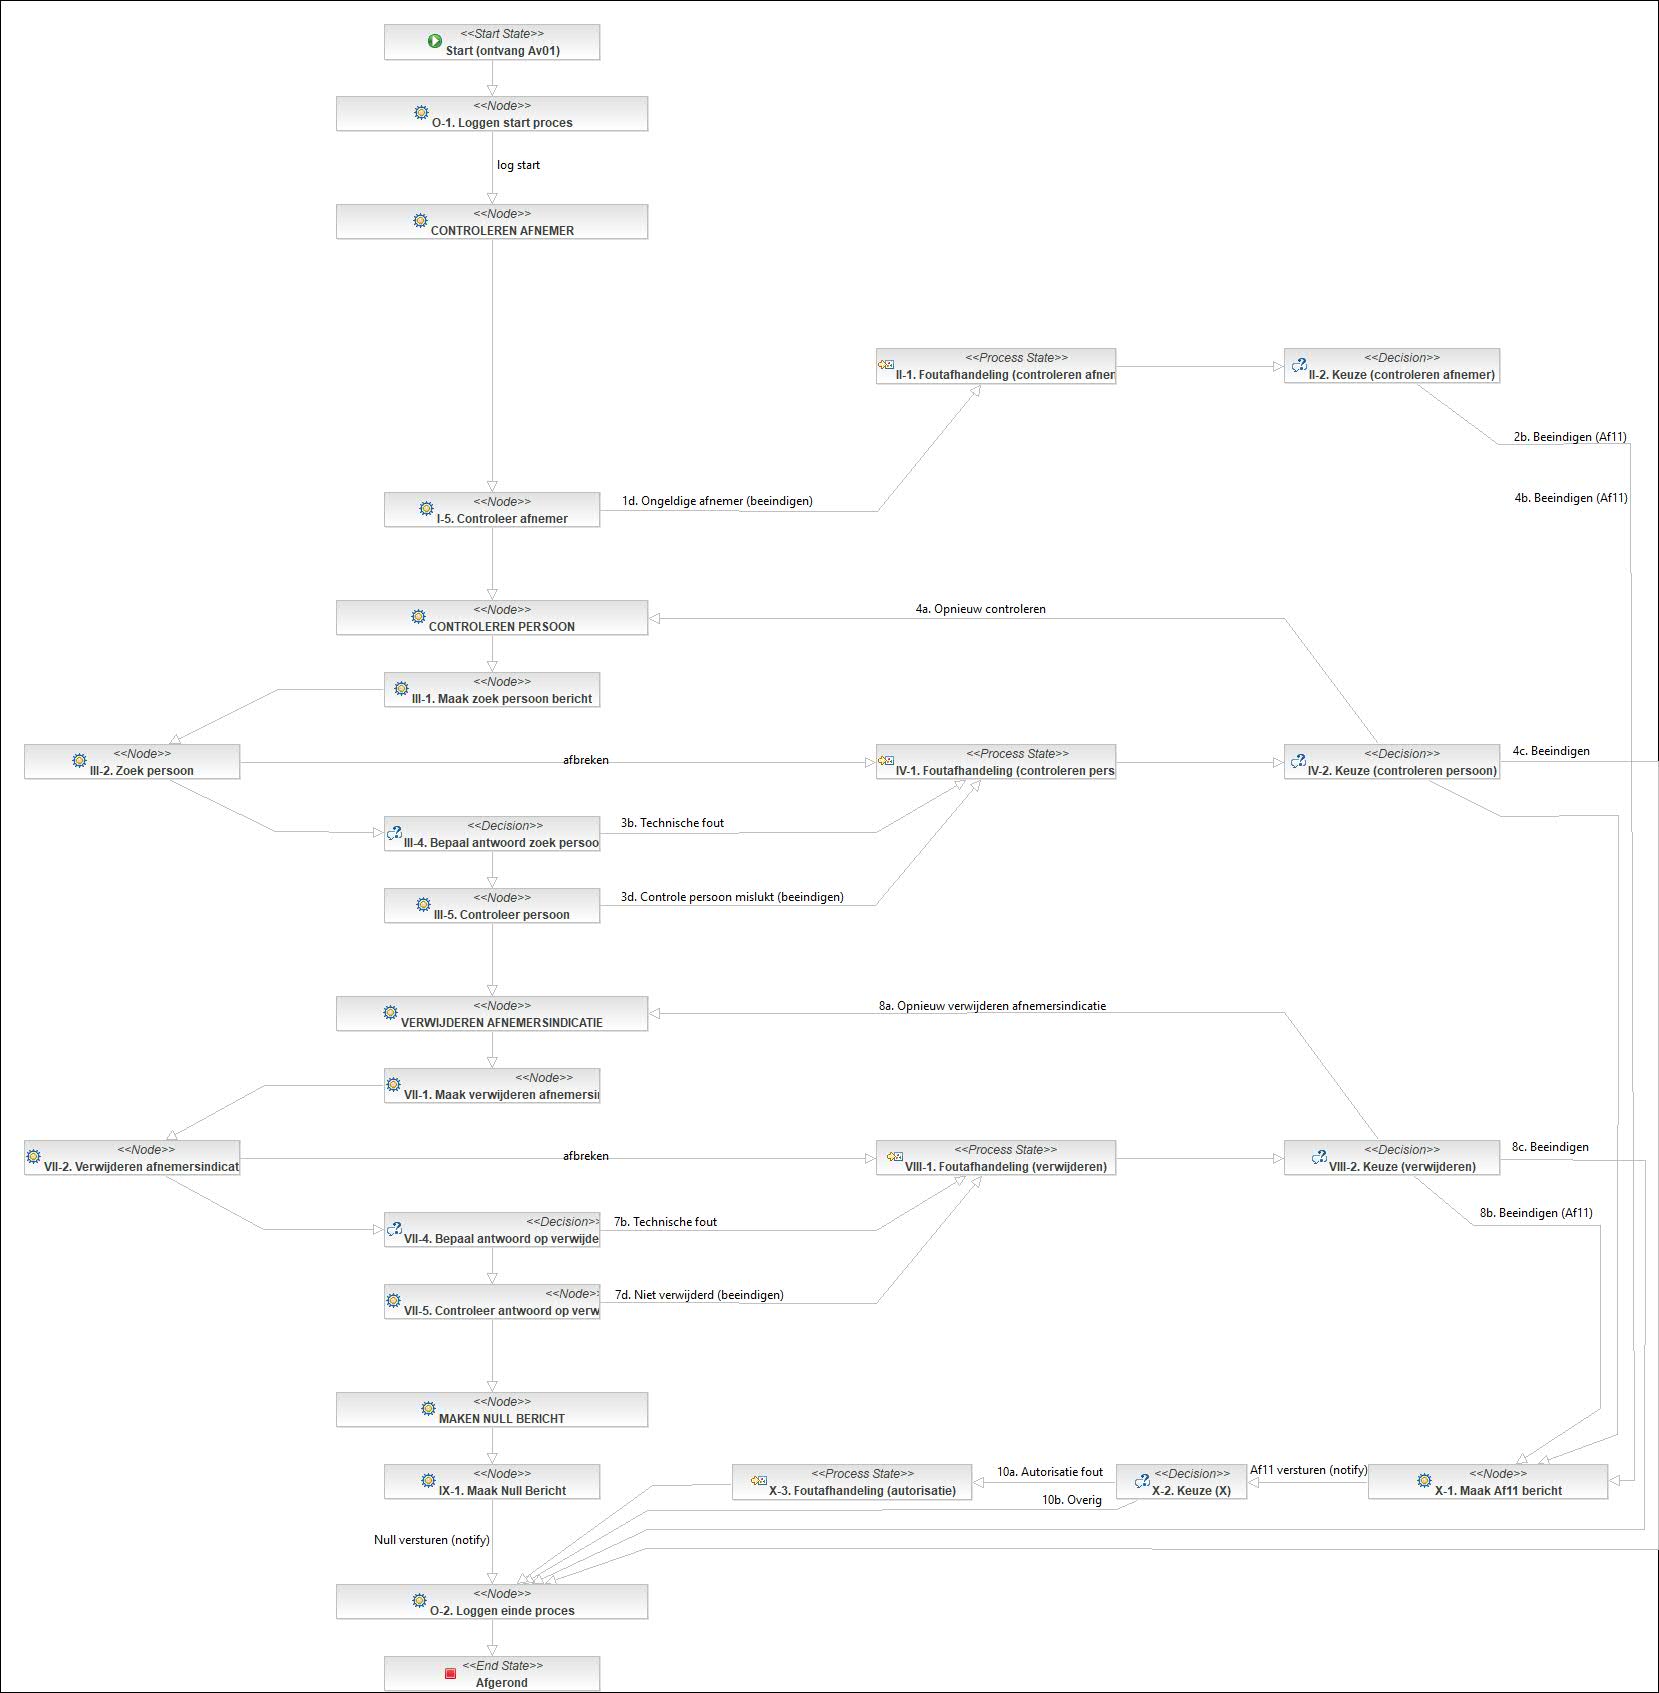 <<Start State>>
Start (ontvang Av01)
<<Node>>
O-1. Loggen start proces
log start
<<Node>>
CONTROLEREN AFNEMER
<<Process State>>
II-1. Foutafhandeling (controleren afnem
<<Decision>>
II-2. Keuze (controleren afnemer)
2b. Beeindigen (Af11)
4b. Beeindigen (Af11)
<<Node>>
I-5. Controleer afnemer
1d. Ongeldige afnemer (beeindigen)
<<Node>>
CONTROLEREN PERSOON
4a. Opnieuw controleren
<<Node>>
III-1. Maak zoek persoon bericht
<<Node>>
III-2. Zoek persoon
afbreken
<<Process State>>
IV-1. Foutafhandeling (controleren pers
<<Decision>>
IV-2. Keuze (controleren persoon)
4c. Beeindigen
<<Decision>>
III-4. Bepaal antwoord zoek persoo
3b. Technische fout
<<Node>>
III-5. Controleer persoon
3d. Controle persoon mislukt (beeindigen)
<<Node>>
VERWIJDEREN AFNEMERSINDICATIE
8a. Opnieuw verwijderen afnemersindicatie
<<Node>>
VII-1. Maak verwijderen afnemersi
<<Node>>
VII-2. Verwijderen afnemersindicat
afbreken
<<Process State>>
VIII-1. Foutafhandeling (verwijderen)
<<Decision>>
VIII-2. Keuze (verwijderen)
8c. Beeindigen
8b. Beeindigen (Af11)
<<Decision>>
VII-4. Bepaal antwoord op verwijde
7b. Technische fout
<<Node>>
VII-5. Controleer antwoord op verw
7d. Niet verwijderd (beeindigen)
<<Node>>
MAKEN NULL BERICHT
<<Node>>
IX-1. Maak Null Bericht
<<Process State>>
X-3. Foutafhandeling (autorisatie)
10a. Autorisatie fout
10b. Overig
<<Decision>>
X-2. Keuze (X)
Af11 versturen (notify)
<<Node>>
X-1. Maak Af11 bericht
Null versturen (notify)
<<Node>>
O-2. Loggen einde proces
<<End State>>
Afgerond